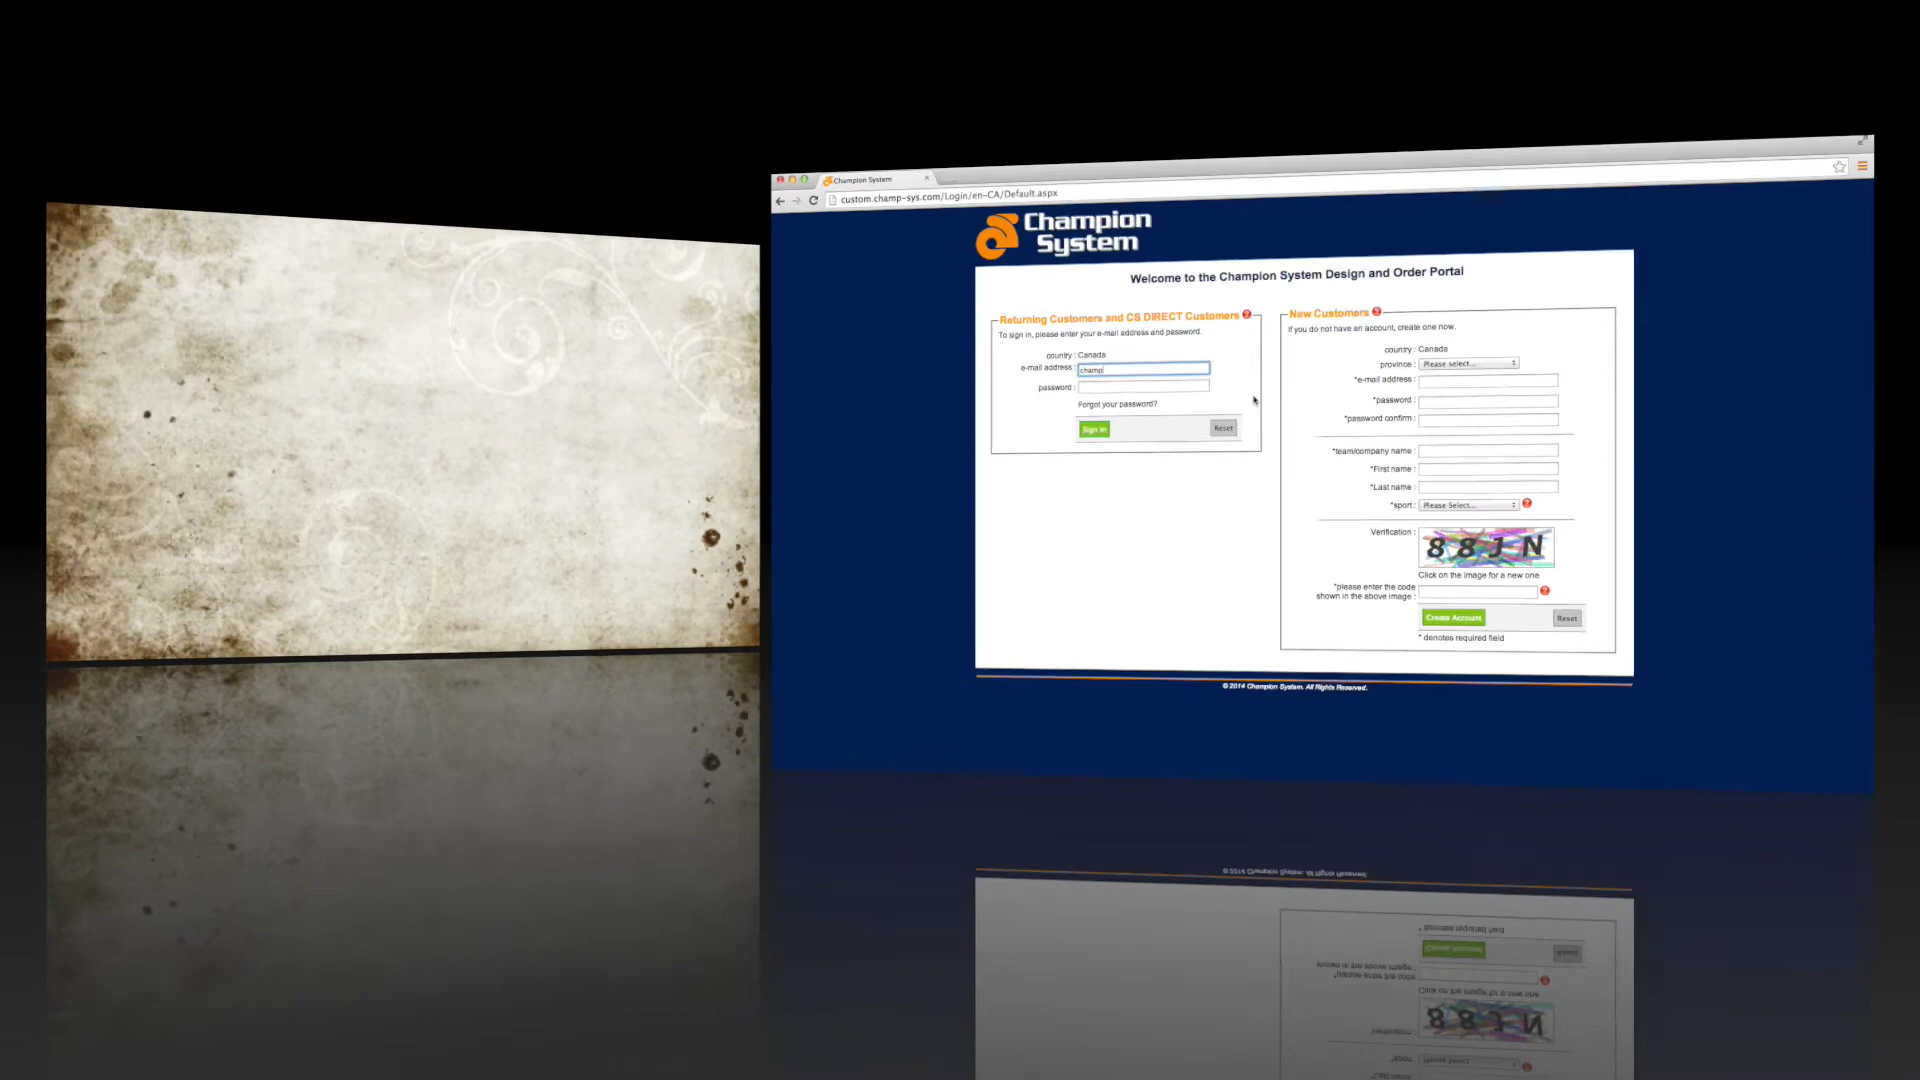 Champion System
custom.champ-sys.com/Login/en-CA/Default.aspx
Champion
System
Welcome to the Champion System Design and Order Portal
Returning Customers and CS DIRECT Customers
To sign in, please enter your e-mail address and password.
country : Canada
e-mail address : champ
password :
Forgot your password?
Sign in
Reset
New Customers
If you do not have an account, create one now.
country : Canada
province : Please select...
*e-mail address :
*password :
*password confirm :
*team/company name :
*First name :
*Last name :
*sport : Please Select...
Verification :
88JN
Click on the image for a new one
*please enter the code
shown in the above image :
Create Account
Reset
* denotes required field
© 2014 Champion System. All Rights Reserved.